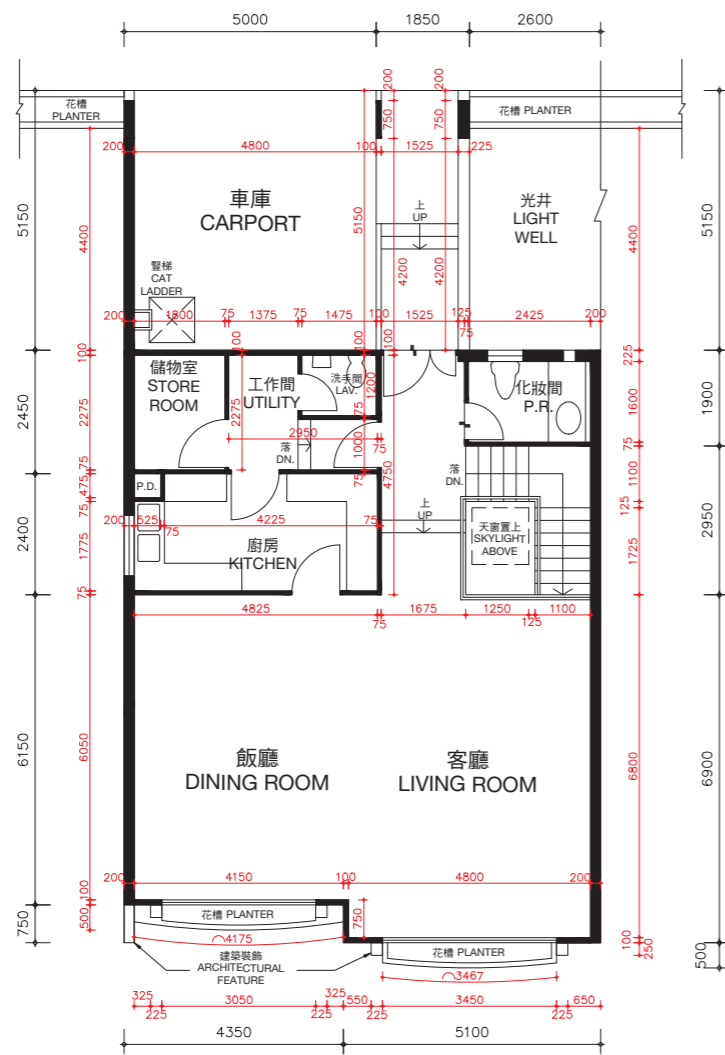 5000
1850
2600
花槽
PLANTER
花槽 PLANTER
200
750
200
750
200
4800
100
1525
225
車庫
CARPORT
光井
LIGHT
WELL
上
UP
5150
4400
5150
4200
4200
4400
5150
豎梯
CAT
LADDER
200
1800
75
1375
75
1475
100
1525
125
75
2425
200
100
100
100
100
225
儲物室
STORE
ROOM
工作間
UTILITY
洗手間
LAV.
化妝間
P.R.
2450
2275
2275
1200
75
1600
1900
2950
75
落
DN.
1000
75
4750
落
DN.
75
1100
75
475
P.D.
75
125
200
525
75
4225
75
上
UP
天窗置上
SKYLIGHT
ABOVE
廚房
KITCHEN
2400
1775
1725
2950
75
4825
75
1675
1250
125
1100
飯廳
DINING ROOM
客廳
LIVING ROOM
6150
6050
6800
6900
200
4150
100
4800
200
100
750
500
花槽 PLANTER
750
花槽 PLANTER
100
250
500
4175
建築裝飾
ARCHITECTURAL
FEATURE
3467
325
225
3050
225
325
550
225
3450
225
650
4350
5100